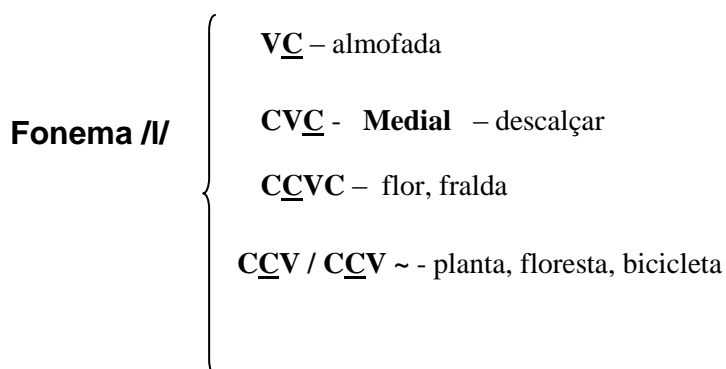 VC – almofada
Fonema /l/
CVC - Medial – descalçar
CCVC – flor, fralda
CCV / CCV ~ - planta, floresta, bicicleta